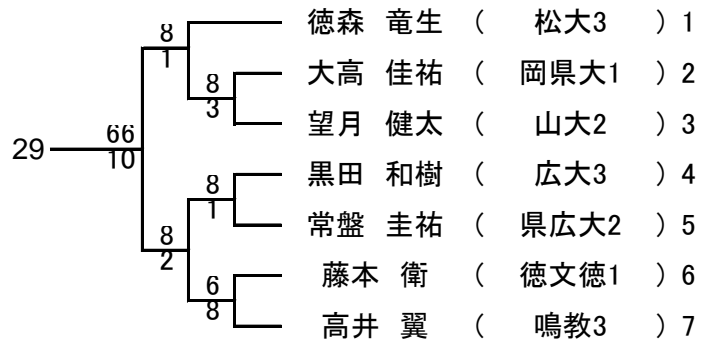 8
徳森 竜生 ( 松大3 ) 1
1
8
大高 佳祐 ( 岡県大1 ) 2
3
66
望月 健太 ( 山大2 ) 3
29
10
8
黒田 和樹 ( 広大3 ) 4
1
8
常盤 圭祐 ( 県広大2 ) 5
2
6
藤本 衛 ( 徳文徳1 ) 6
8
高井 翼 ( 鳴教3 ) 7